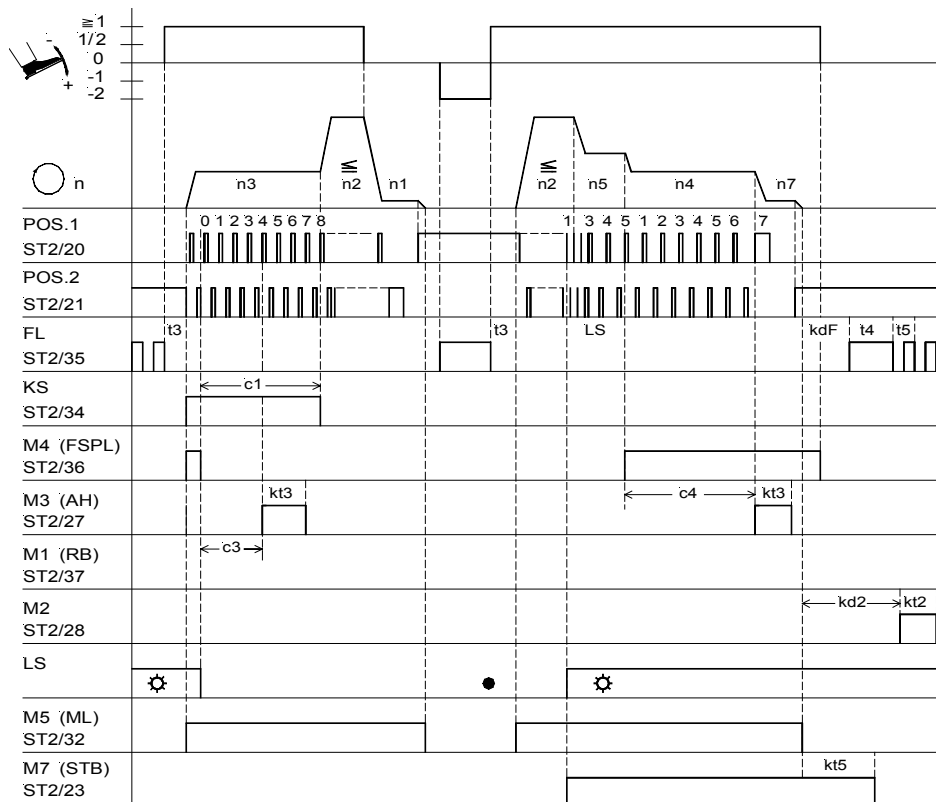 ≧1
1/2
0
-1
-2
-
+
n
n3
≦
n2
n1
≦
n2
n5
n4
n7
POS.1
ST2/20
0 1 2 3 4 5 6 7 8
1 3 4 5 1 2 3 4 5 6 7
POS.2
ST2/21
FL
ST2/35
t3
t3
LS
kdF
t4
t5
KS
ST2/34
c1
M4 (FSPL)
ST2/36
M3 (AH)
ST2/27
kt3
c4
kt3
M1 (RB)
ST2/37
c3
M2
ST2/28
kd2
kt2
LS
M5 (ML)
ST2/32
M7 (STB)
ST2/23
kt5